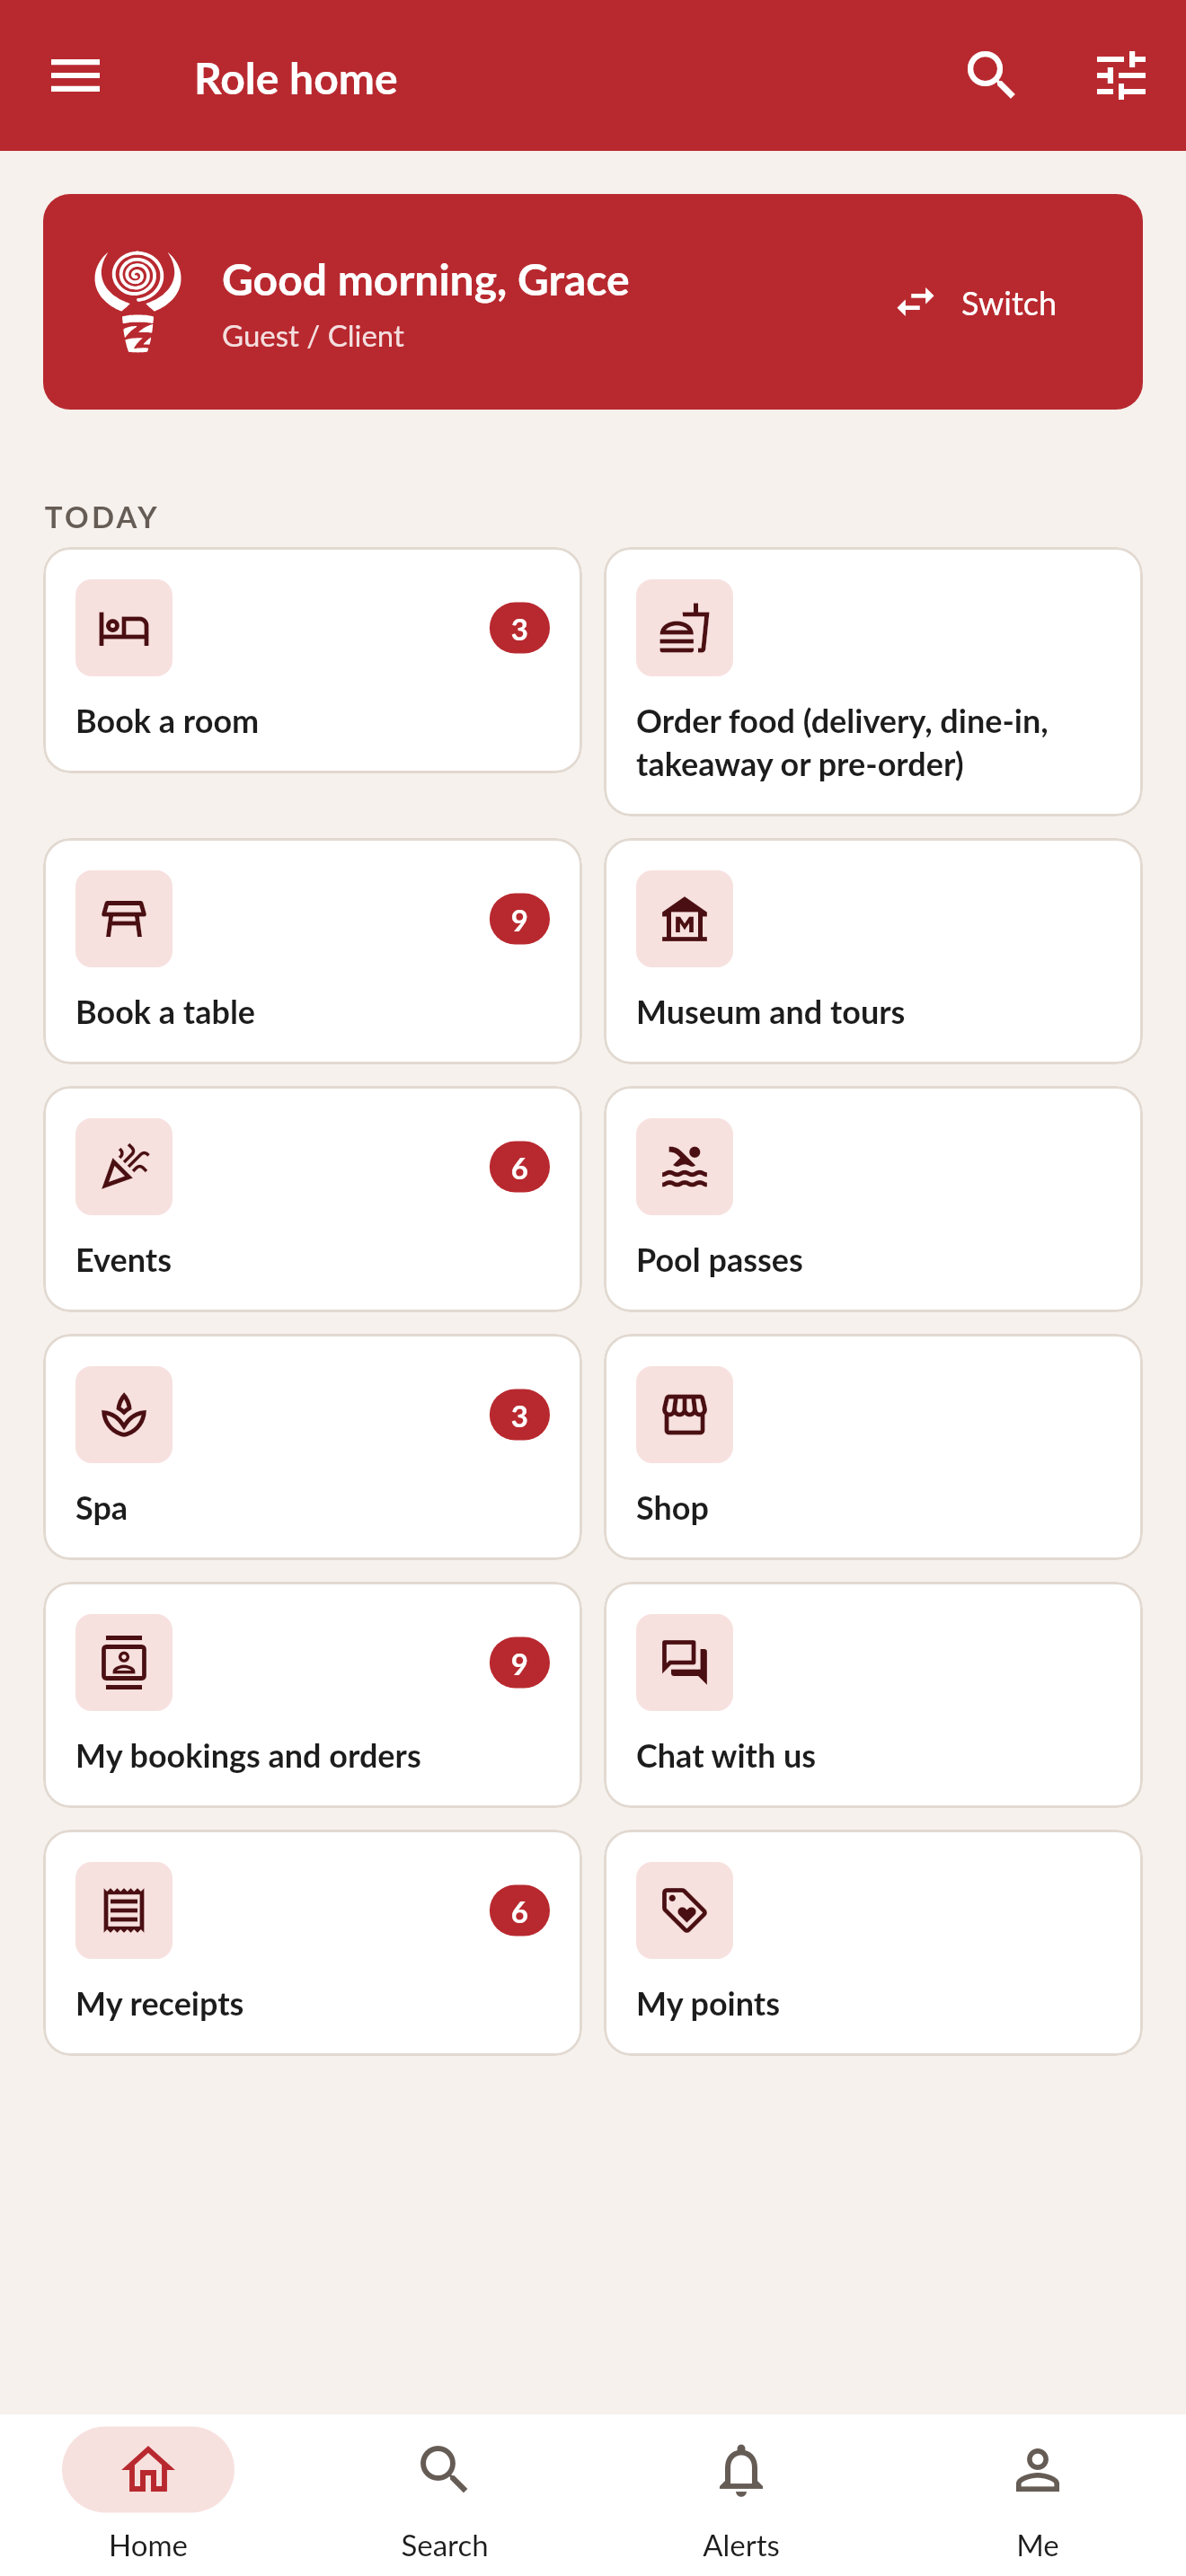 Role home
Good morning, Grace
Guest / Client
Switch
TODAY
3
Book a room
Order food (delivery, dine-in,
takeaway or pre-order)
9
Book a table
M
Museum and tours
6
Events
Pool passes
3
Spa
Shop
9
My bookings and orders
Chat with us
6
My receipts
My points
Home
Search
Alerts
Me